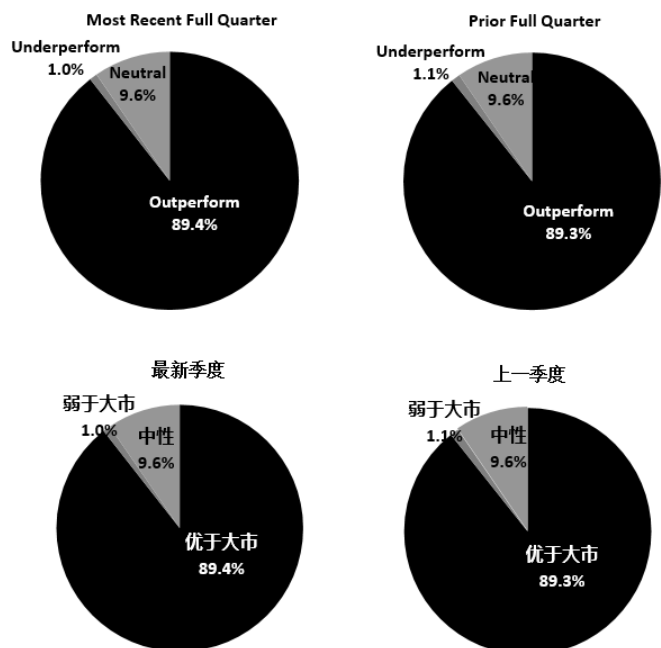 Most Recent Full Quarter
Underperform
1.0%
Neutral
9.6%
Outperform
89.4%
Prior Full Quarter
Underperform
1.1%
Neutral
9.6%
Outperform
89.3%
最新季度
弱于大市
1.0%
中性
9.6%
优于大市
89.4%
上一季度
弱于大市
1.1%
中性
9.6%
优于大市
89.3%